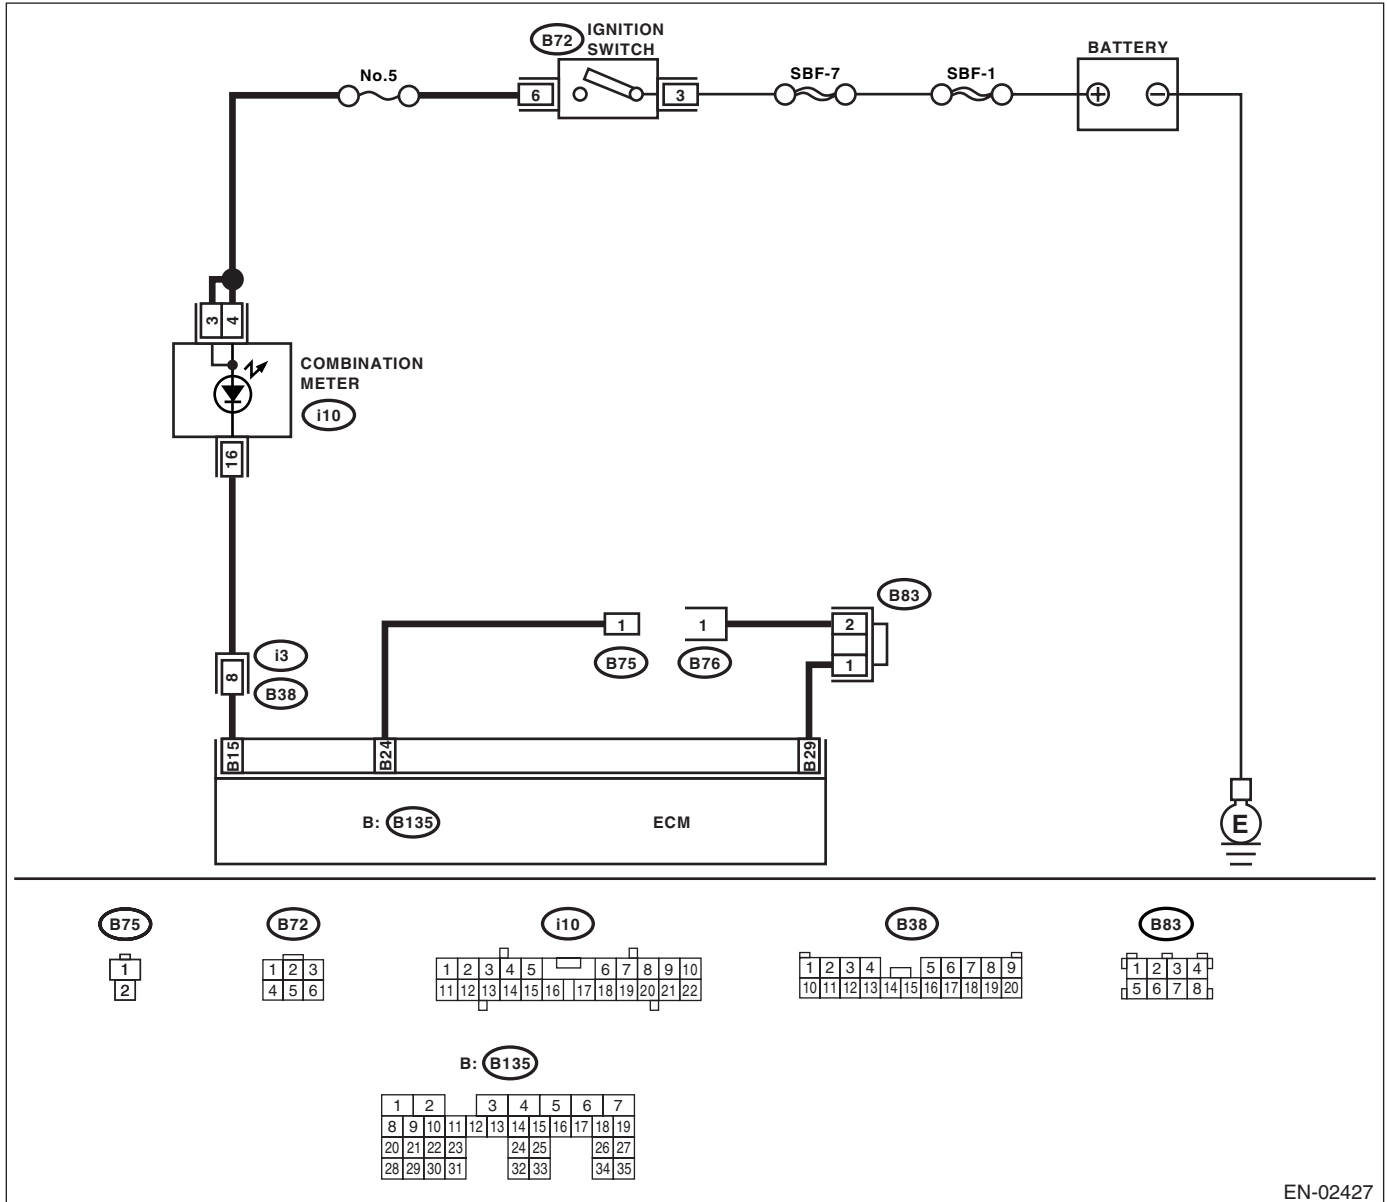 IGNITION
SWITCH
B72
BATTERY
No.5
SBF-7
SBF-1
6
3
+
−
3
4
COMBINATION
METER
i10
16
B83
i3
8
B38
1
1
2
B75
B76
1
B15
B24
B29
B: B135
ECM
E
B75
B72
i10
B38
B83
1
2
1 2 3
4 5 6
1 2 3 4 5 6 7 8 9 10
11 12 13 14 15 16 17 18 19 20 21 22
1 2 3 4 5 6 7 8 9
10 11 12 13 14 15 16 17 18 19 20
1 2 3 4
5 6 7 8
B: B135
1 2 3 4 5 6 7
8 9 10 11 12 13 14 15 16 17 18 19
20 21 22 23 24 25 26 27
28 29 30 31 32 33 34 35
EN-02427